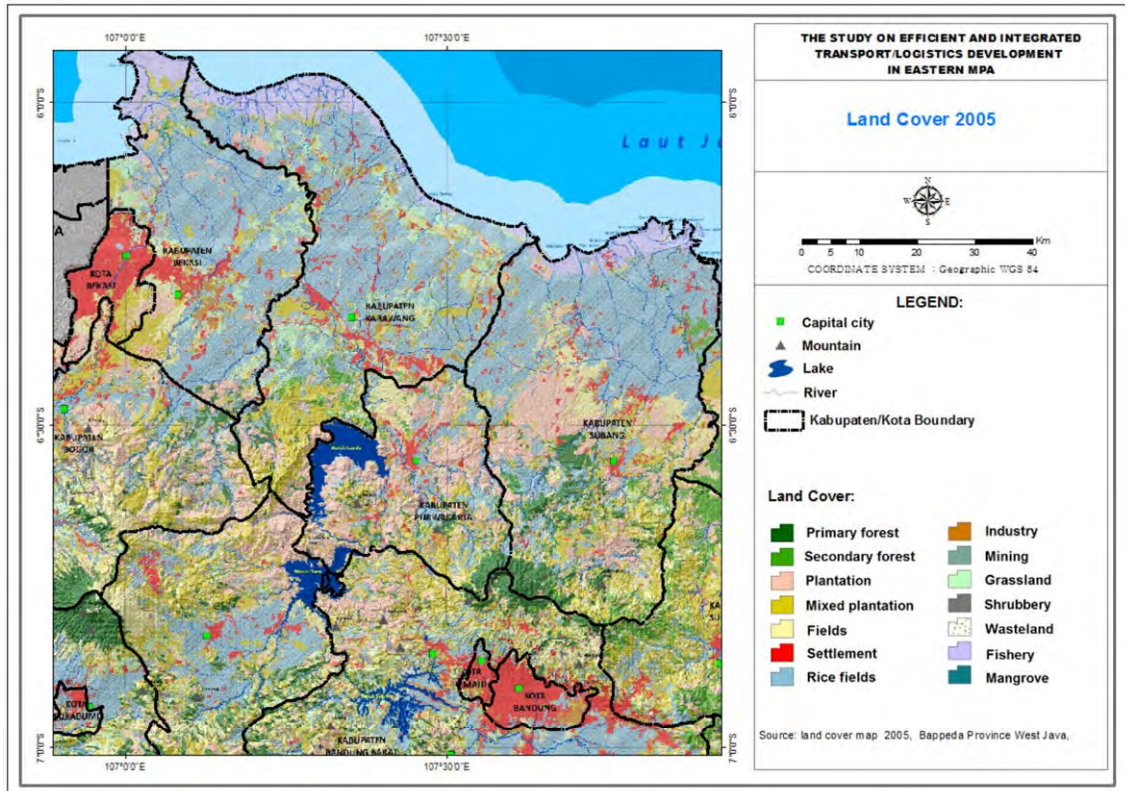 THE STUDY ON EFFICIENT AND INTEGRATED
TRANSPORT/LOGISTICS DEVELOPMENT
IN EASTERN MPA
Land Cover 2005
N
W
E
S
Km
0 5 10 20 30 40
COORDINATE SYSTEM : Geographic WGS 84
LEGEND:
Capital city
Mountain
Lake
River
Kabupaten/Kota Boundary
Land Cover:
Primary forest
Secondary forest
Plantation
Mixed plantation
Fields
Settlement
Rice fields
Industry
Mining
Grassland
Shrubbery
Wasteland
Fishery
Mangrove
Source: land cover map 2005, Bappeda Province West Java,
107°0'0"E
107°30'0"E
6°0'0"S
6°0'0"S
Laut J
A
KOTA
BEKASI
KABUPATEN
BEKASI
KABUPATEN
KARAWANG
6°30'0"S
6°30'0"S
KABUPATEN
BOGOR
KABUPATEN
SUBANG
KABUPATEN
PURWAKARTA
KOTA
KOTA
BANDUNG
KABUPATEN
BANDUNG BARAT
7°0'0"S
7°0'0"S
107°0'0"E
107°30'0"E